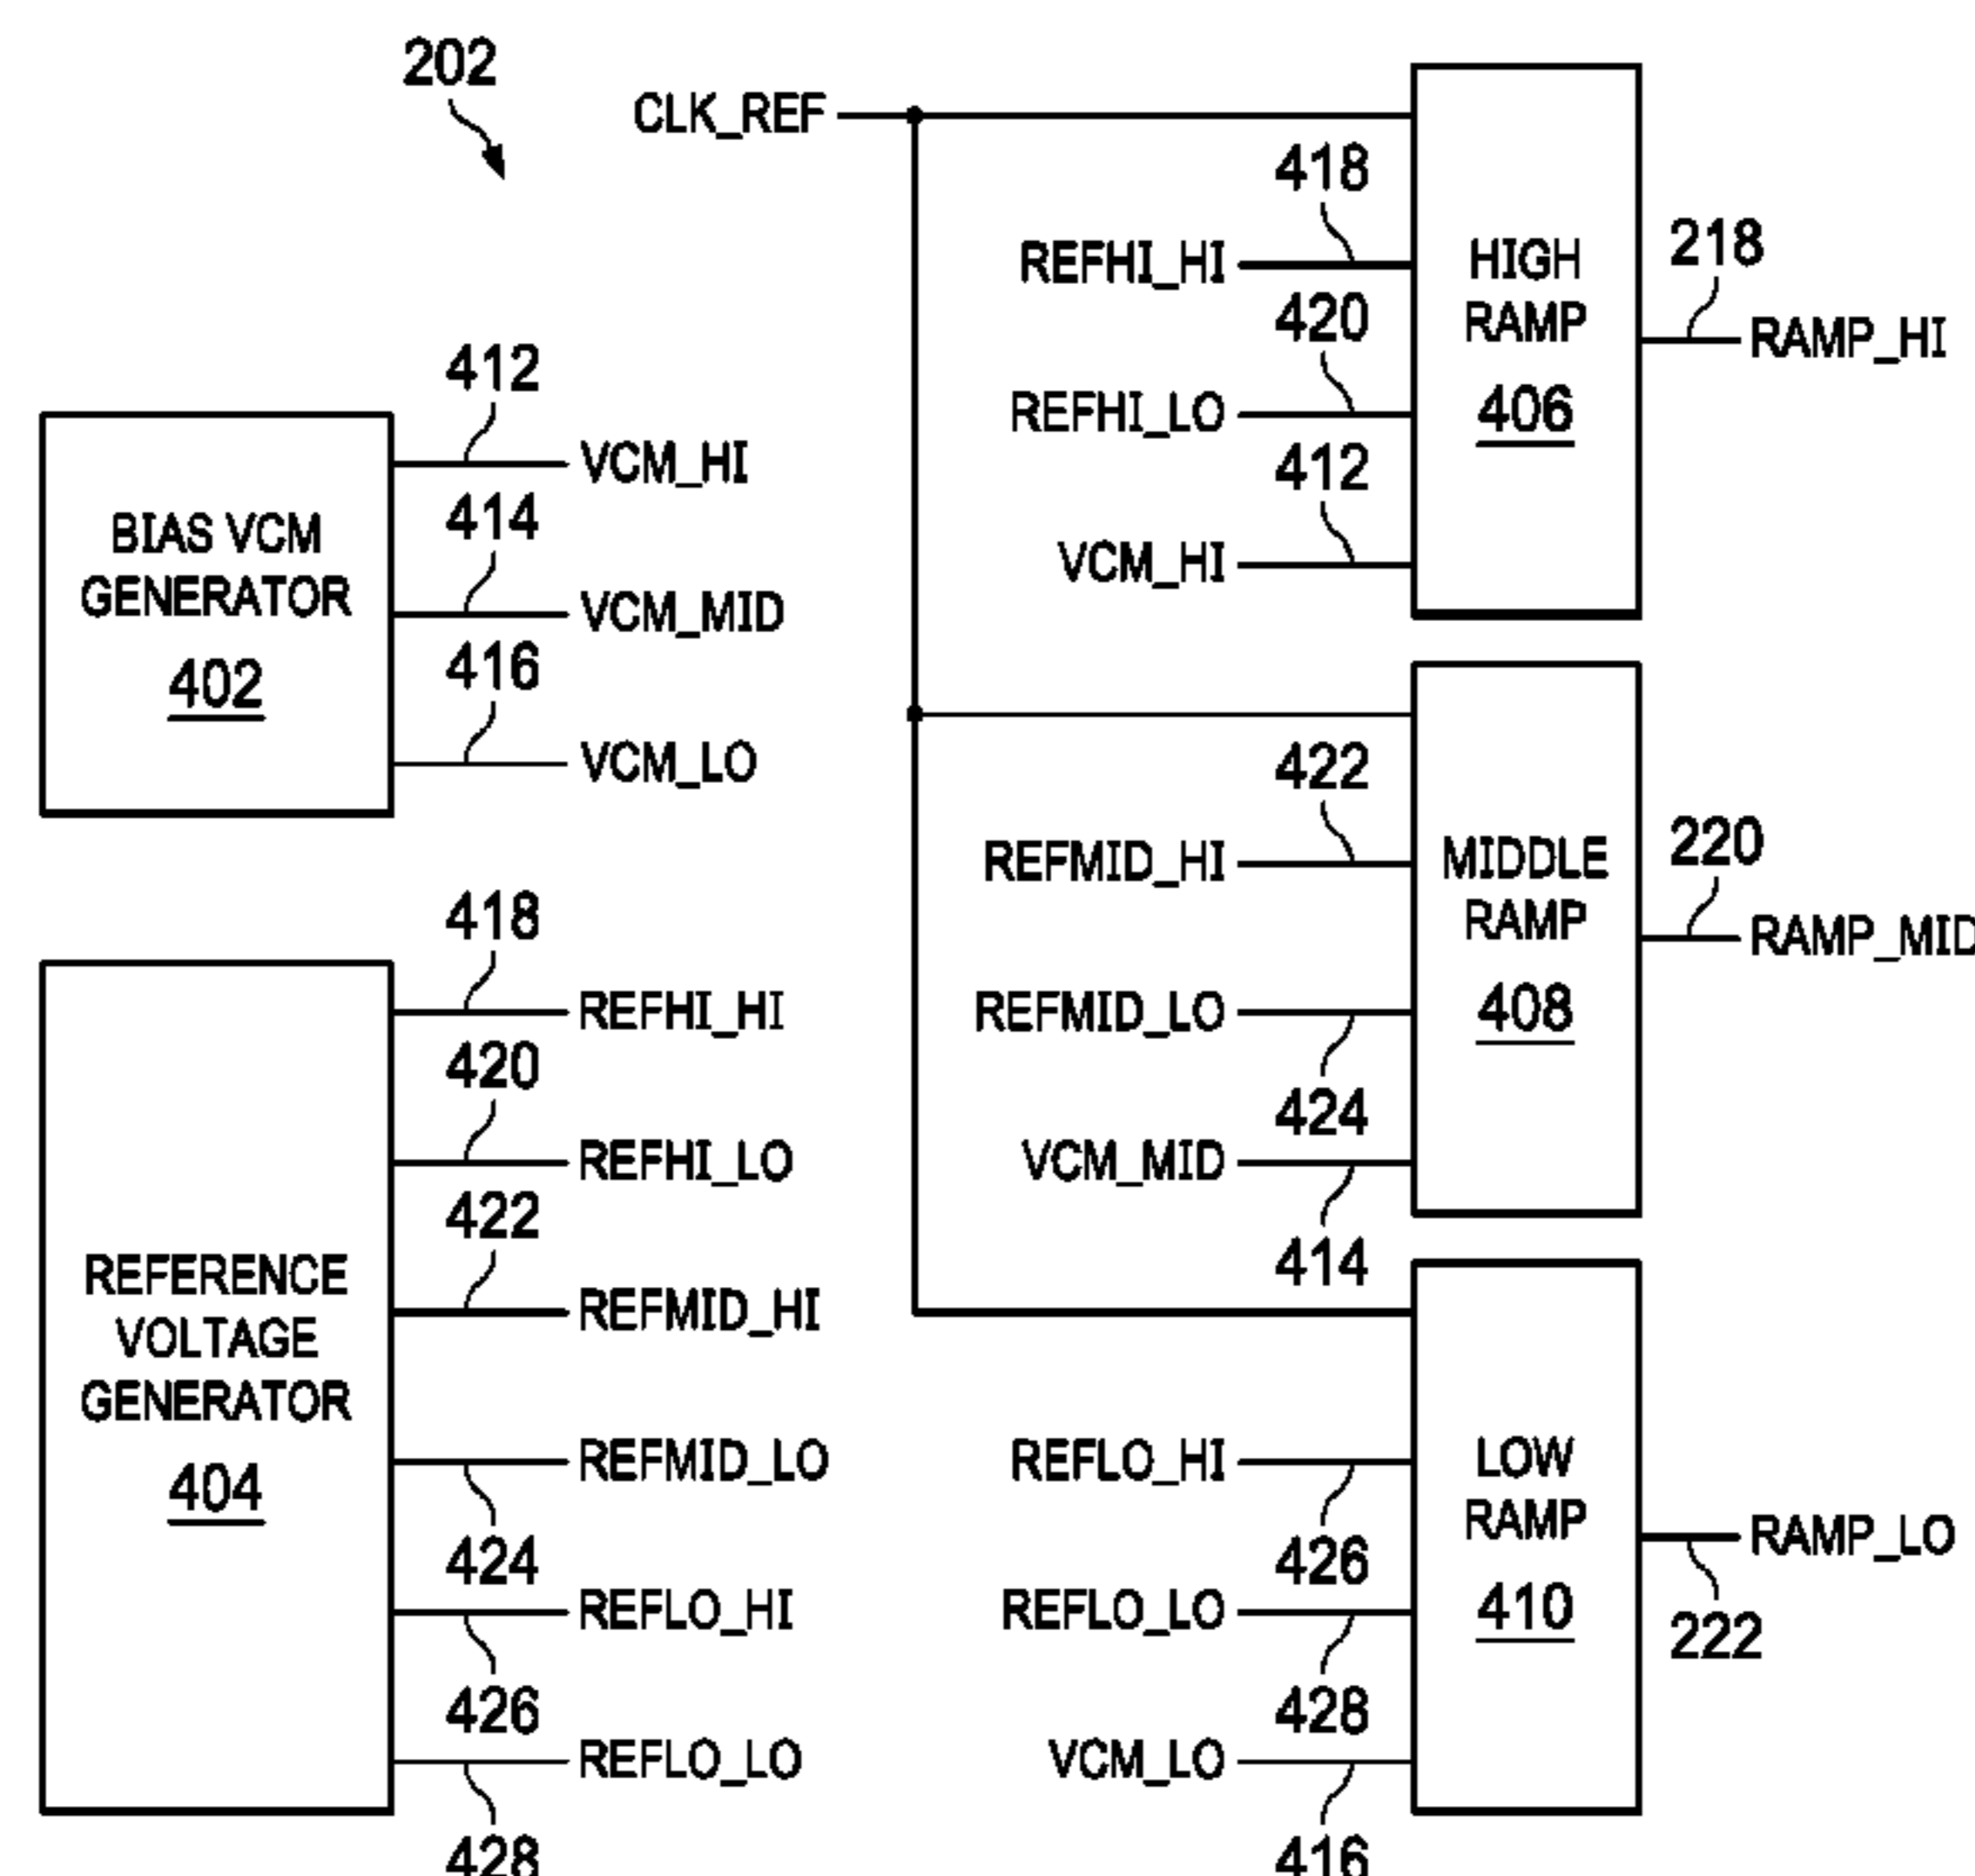 202
CLK_REF
418
REFHI_HI
420
REFHI_LO
412
VCM_HI
HIGH
RAMP
406
218
RAMP_HI
412
VCM_HI
414
VCM_MID
416
VCM_LO
BIAS VCM
GENERATOR
402
422
REFMID_HI
REFMID_LO
424
VCM_MID
414
MIDDLE
RAMP
408
220
RAMP_MID
418
REFHI_HI
420
REFHI_LO
422
REFMID_HI
REFMID_LO
424
REFLO_HI
426
REFLO_LO
428
REFERENCE
VOLTAGE
GENERATOR
404
REFLO_HI
426
REFLO_LO
428
VCM_LO
416
LOW
RAMP
410
RAMP_LO
222